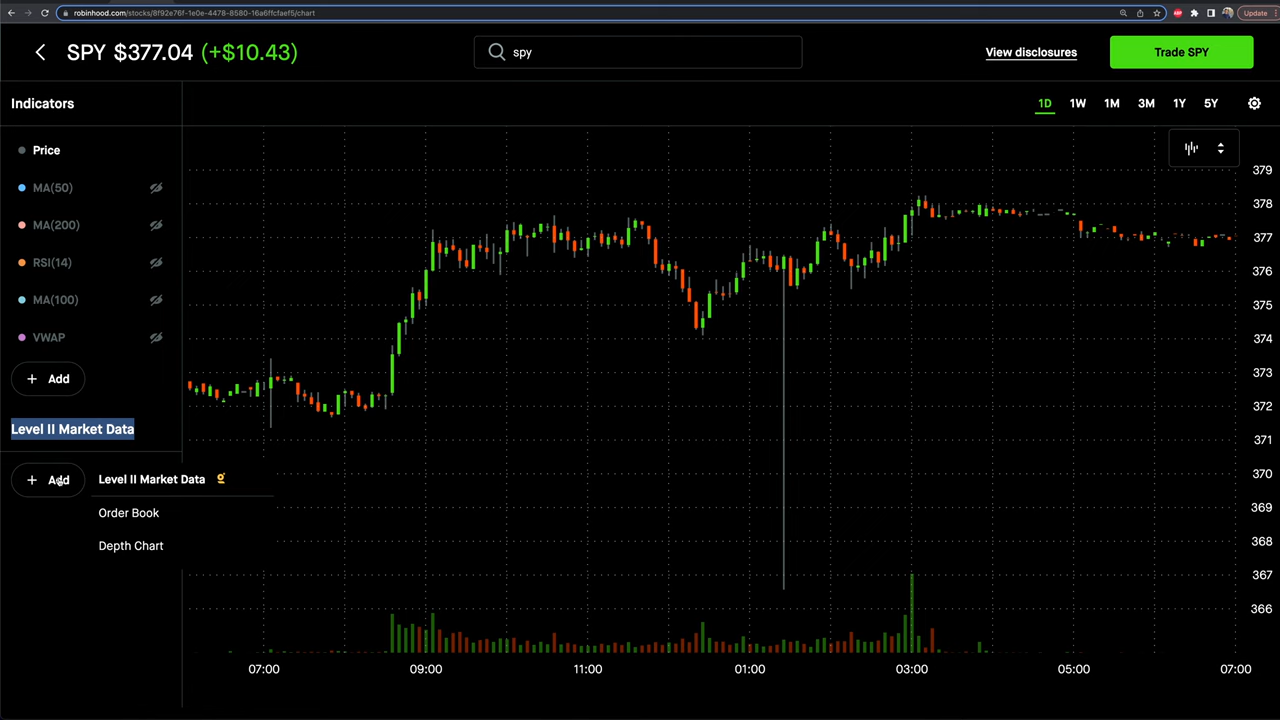 robinhood.com/stocks/8f92e76f-1e0e-4478-8580-16a6ffcfaef5/chart
Update
SPY $377.04 (+$10.43)
spy
View disclosures
Trade SPY
Indicators
1D 1W 1M 3M 1Y 5Y
Price
MA(50)
MA(200)
RSI(14)
MA(100)
VWAP
+ Add
Level II Market Data
+ Add
Level II Market Data
Order Book
Depth Chart
379
378
377
376
375
374
373
372
371
370
369
368
367
366
07:00 09:00 11:00 01:00 03:00 05:00 07:00